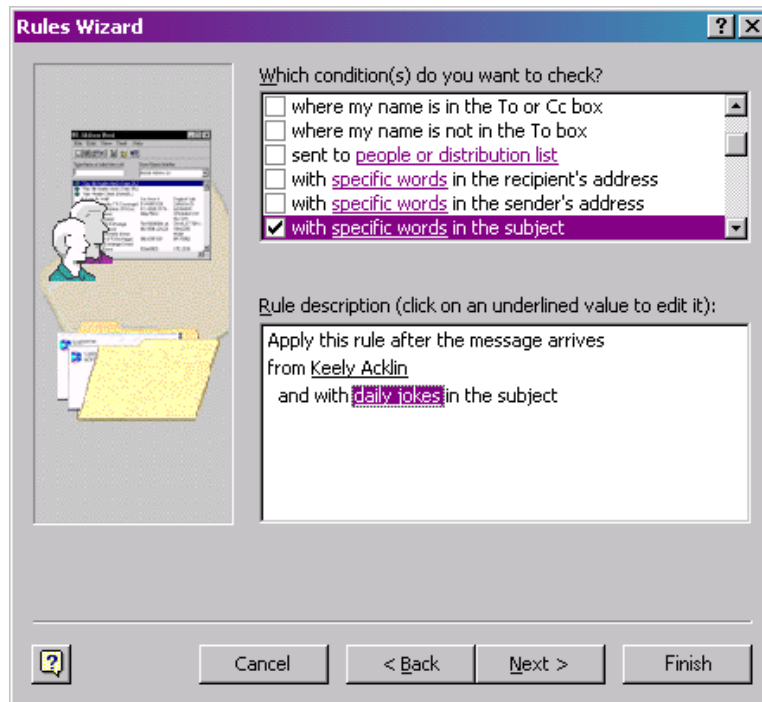 Rules Wizard
Which condition(s) do you want to check?
where my name is in the To or Cc box
where my name is not in the To box
sent to people or distribution list
with specific words in the recipient's address
with specific words in the sender's address
with specific words in the subject
Rule description (click on an underlined value to edit it):
Apply this rule after the message arrives
from Keely Acklin
and with daily jokes in the subject
Cancel
< Back
Next >
Finish